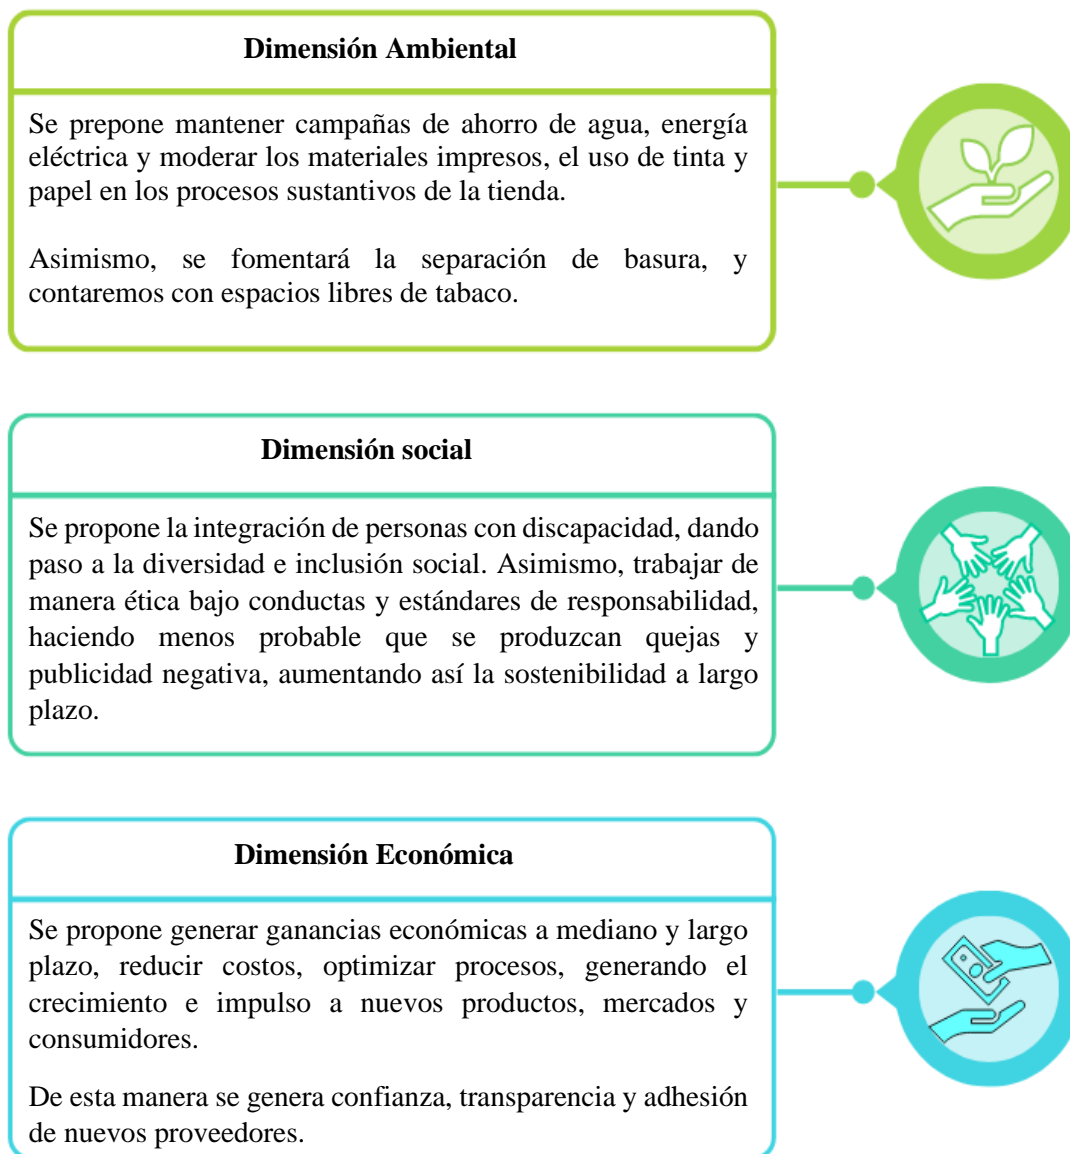 Dimensión Ambiental
Se prepone mantener campañas de ahorro de agua, energía
eléctrica y moderar los materiales impresos, el uso de tinta y
papel en los procesos sustantivos de la tienda.
Asimismo, se fomentará la separación de basura, y
contaremos con espacios libres de tabaco.
Dimensión social
Se propone la integración de personas con discapacidad, dando
paso a la diversidad e inclusión social. Asimismo, trabajar de
manera ética bajo conductas y estándares de responsabilidad,
haciendo menos probable que se produzcan quejas y
publicidad negativa, aumentando así la sostenibilidad a largo
plazo.
Dimensión Económica
Se propone generar ganancias económicas a mediano y largo
plazo, reducir costos, optimizar procesos, generando el
crecimiento e impulso a nuevos productos, mercados y
consumidores.
De esta manera se genera confianza, transparencia y adhesión
de nuevos proveedores.